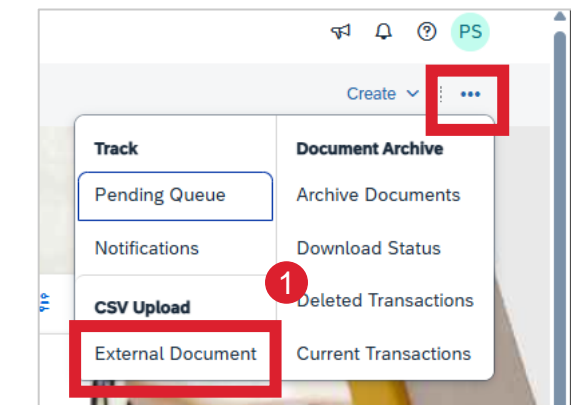 PS
Create
Track
Pending Queue
Notifications
CSV Upload
External Document
Document Archive
Archive Documents
Download Status
1
Deleted Transactions
Current Transactions